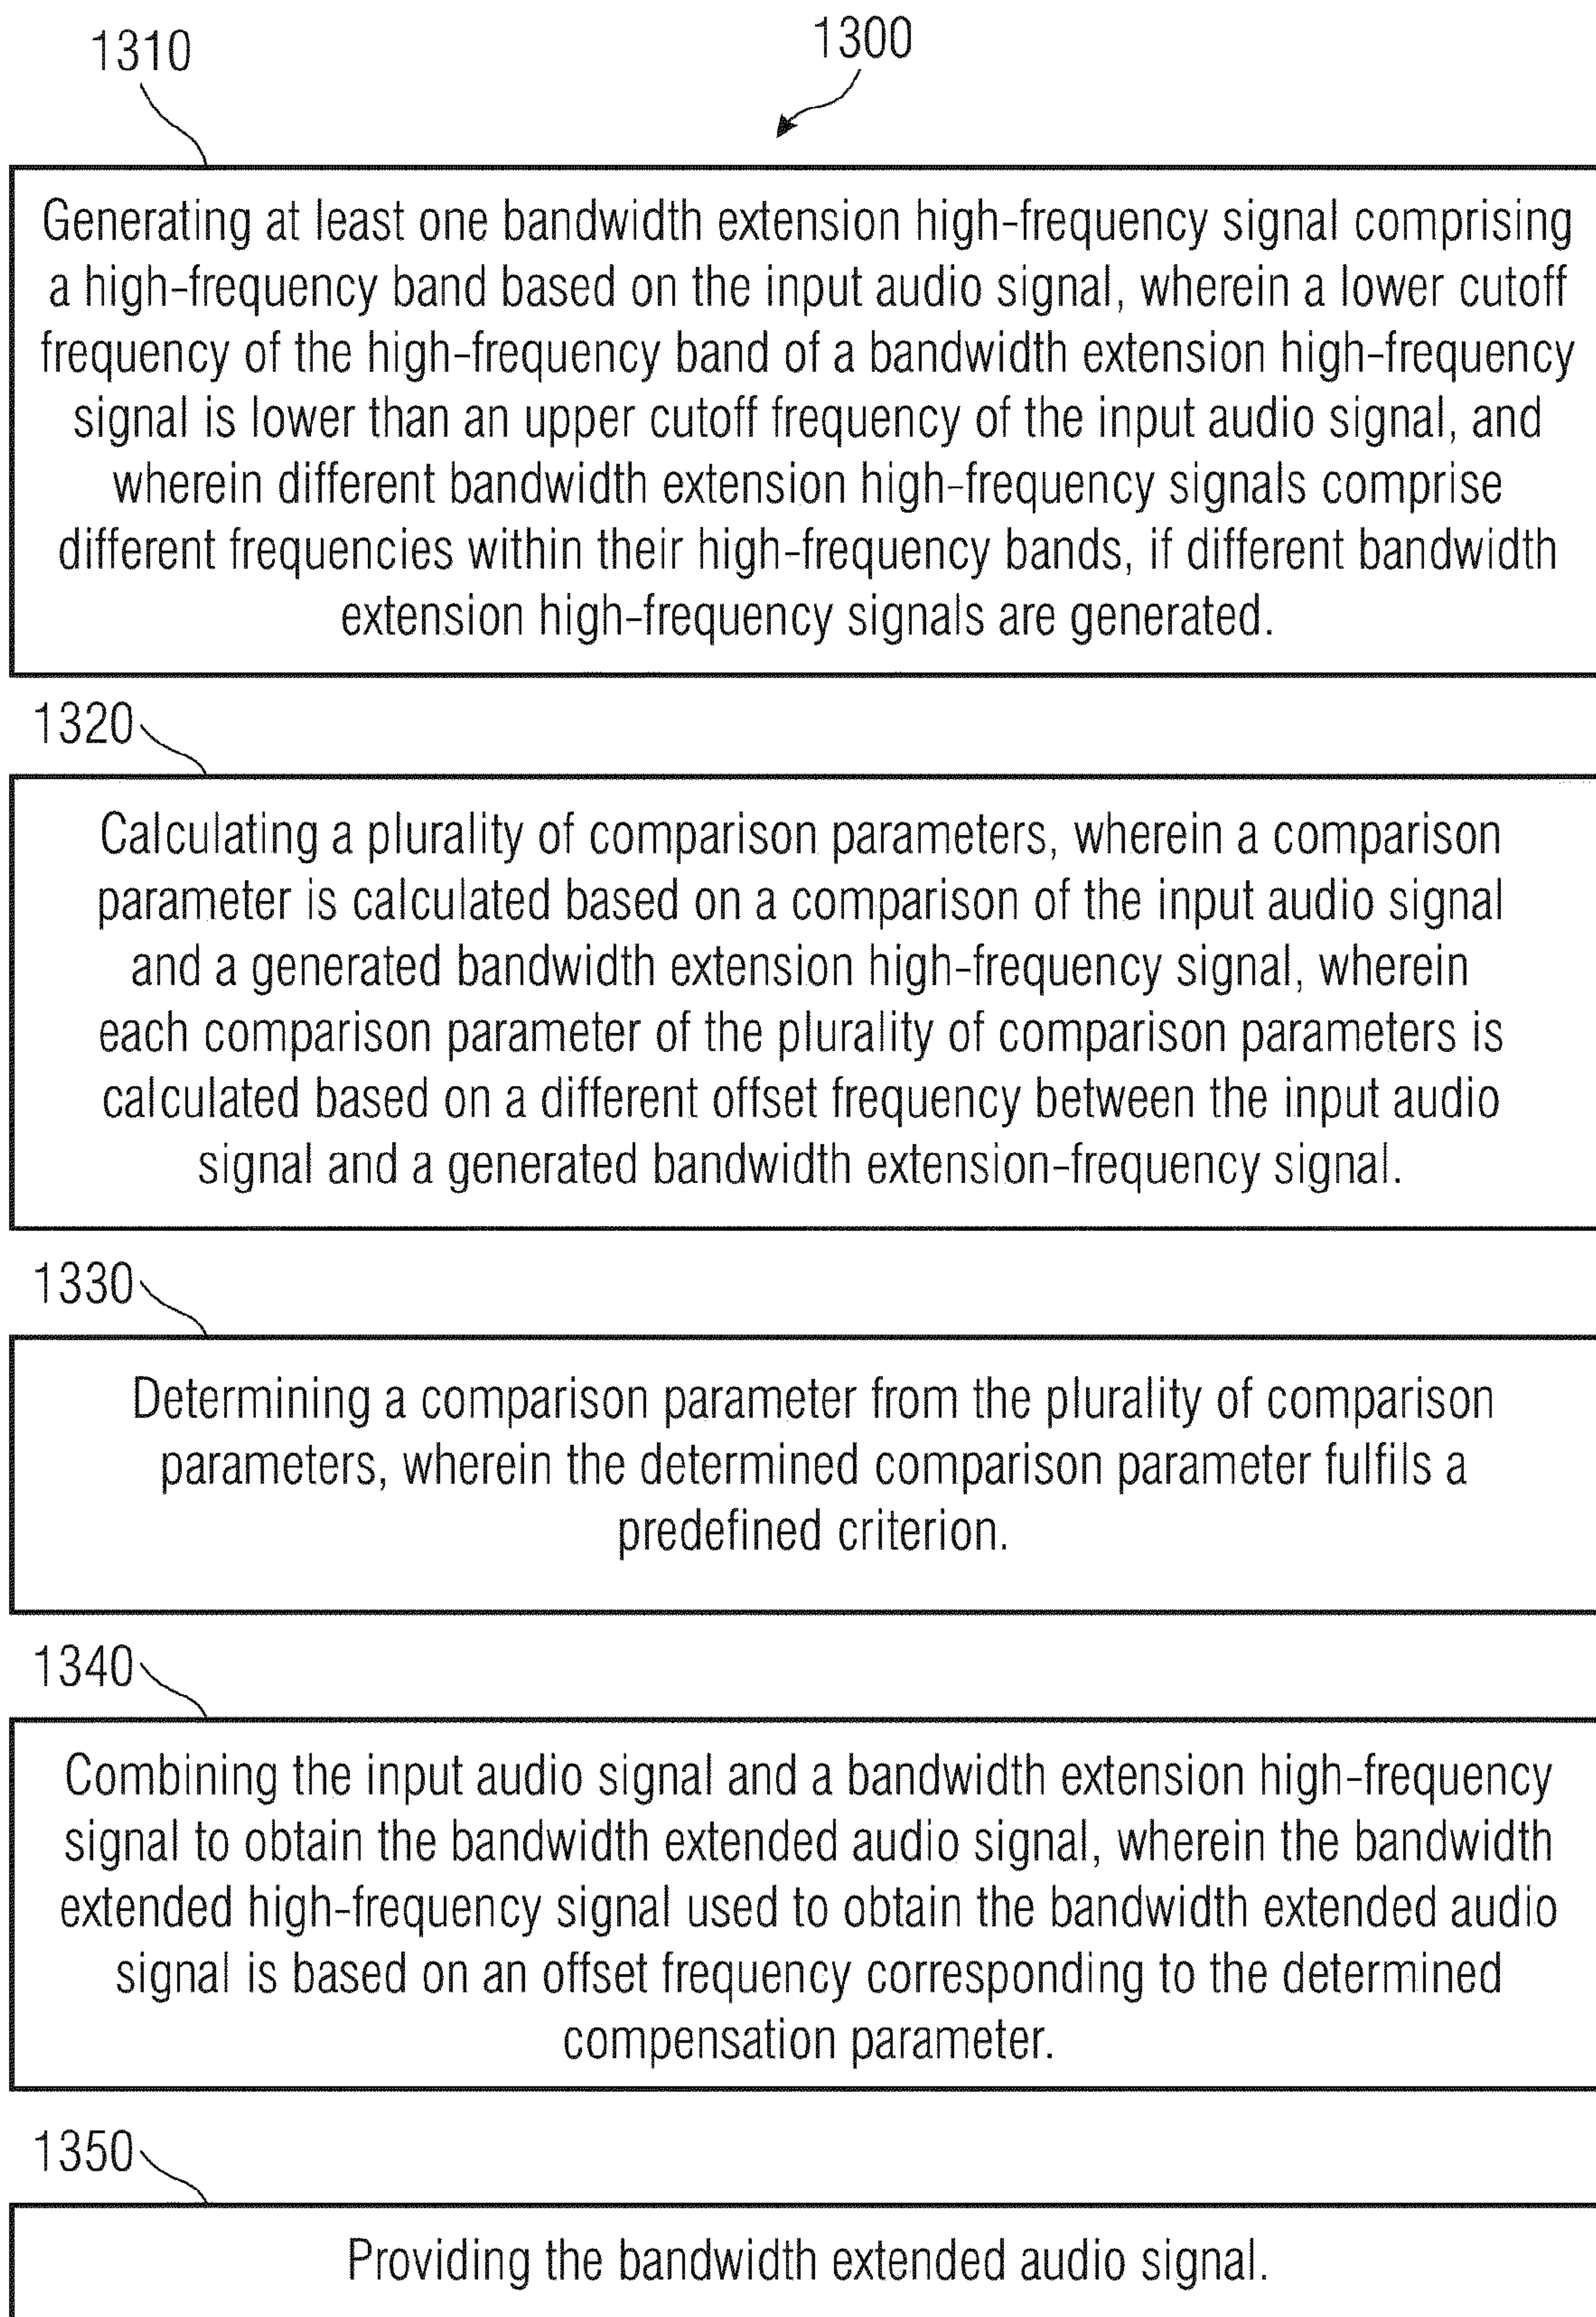 1310
1300
Generating at least one bandwidth extension high-frequency signal comprising
a high-frequency band based on the input audio signal, wherein a lower cutoff
frequency of the high-frequency band of a bandwidth extension high-frequency
signal is lower than an upper cutoff frequency of the input audio signal, and
wherein different bandwidth extension high-frequency signals comprise
different frequencies within their high-frequency bands, if different bandwidth
extension high-frequency signals are generated.
1320
Calculating a plurality of comparison parameters, wherein a comparison
parameter is calculated based on a comparison of the input audio signal
and a generated bandwidth extension high-frequency signal, wherein
each comparison parameter of the plurality of comparison parameters is
calculated based on a different offset frequency between the input audio
signal and a generated bandwidth extension-frequency signal.
1330
Determining a comparison parameter from the plurality of comparison
parameters, wherein the determined comparison parameter fulfils a
predefined criterion.
1340
Combining the input audio signal and a bandwidth extension high-frequency
signal to obtain the bandwidth extended audio signal, wherein the bandwidth
extended high-frequency signal used to obtain the bandwidth extended audio
signal is based on an offset frequency corresponding to the determined
compensation parameter.
1350
Providing the bandwidth extended audio signal.